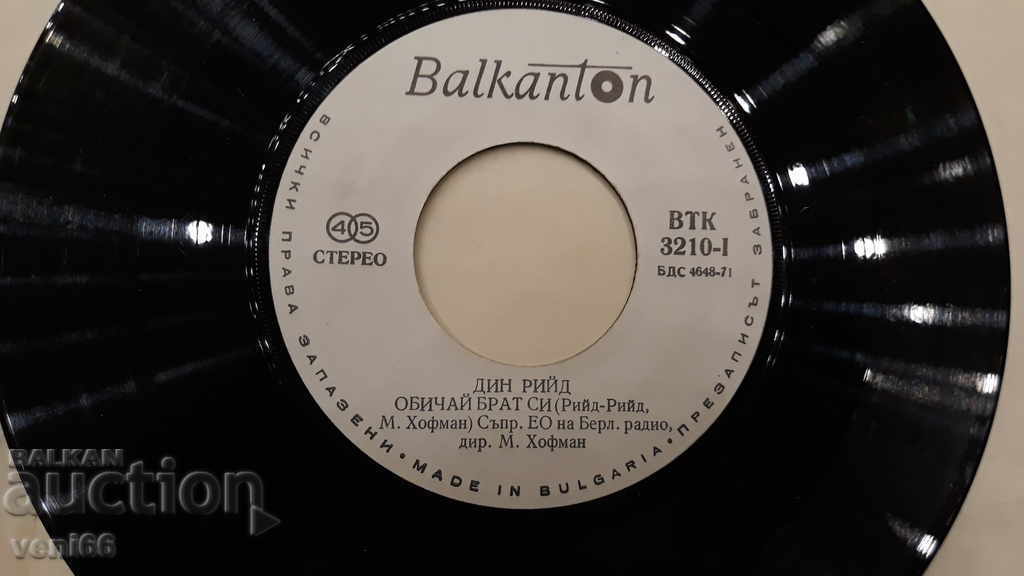 Balkanton
45
СТЕРЕО
ВТК
3210-I
БДС 4648-71
ДИН РИЙД
ОБИЧАЙ БРАТ СИ (Рийд-Рийд,
М. Хофман) Съпр. ЕО на Берл. радио,
дир. М. Хофман
ВСИЧКИ ПРАВА ЗАПАЗЕНИ • MADE IN BULGARIA • ПРЕЗАПИСЪТ ЗАБРАНЕН
BALKAN
auction
veni66